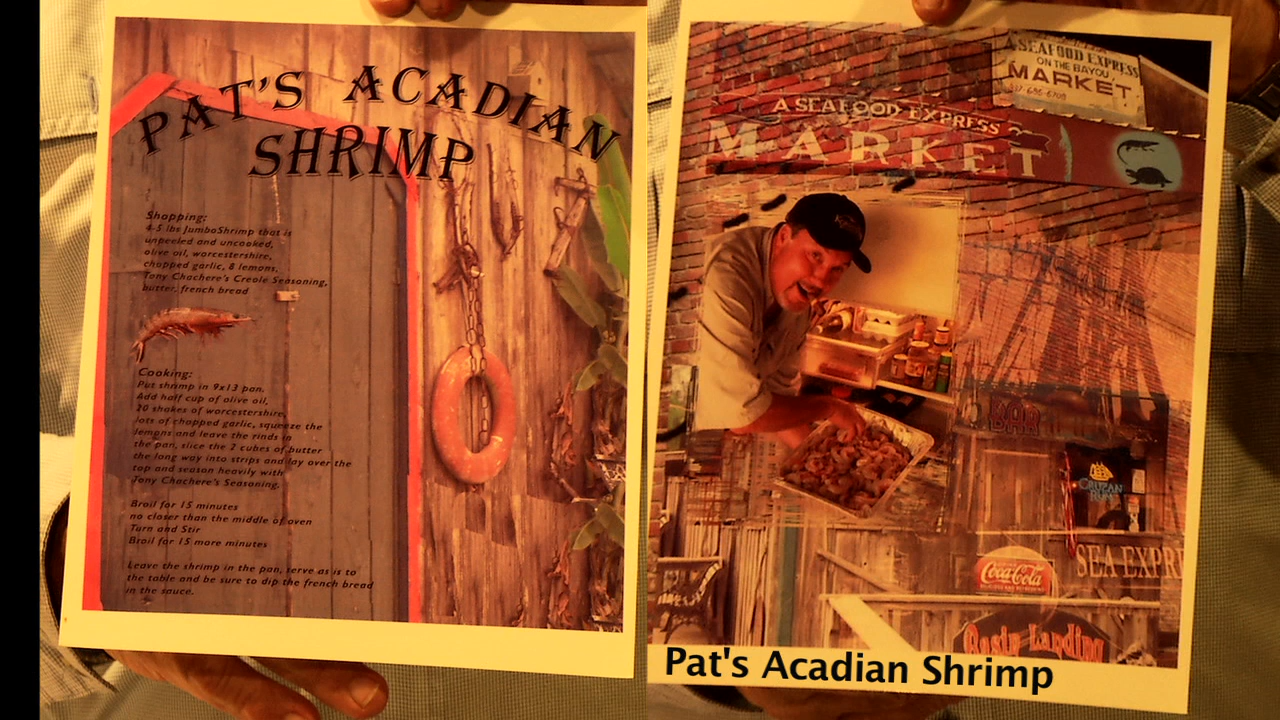 PAT'S ACADIAN
SHRIMP
Shopping:
4-5 lbs JumboShrimp that is
unpeeled and uncooked,
olive oil, worcestershire,
chopped garlic, 8 lemons,
Tony Chachere's Creole Seasoning,
butter, french bread
Cooking:
Put shrimp in 9x13 pan.
Add half cup of olive oil,
20 shakes of worcestershire,
lots of chopped garlic, squeeze the
lemons and leave the rinds in
the pan, slice the 2 cubes of butter
the long way into strips and lay over the
top and season heavily with
Tony Chachere's Seasoning.
Broil for 15 minutes
no closer than the middle of oven
Turn and Stir
Broil for 15 more minutes
Leave the shrimp in the pan, serve as is to
the table and be sure to dip the french bread
in the sauce.
A SEAFOOD EXPRESS
ON THE BAYOU
MARKET
A SEAFOOD EXPRESS
MARKET
BAR
CRUZAN
RUM
SEA EXPR
Coca-Cola
Landing
Pat's Acadian Shrimp